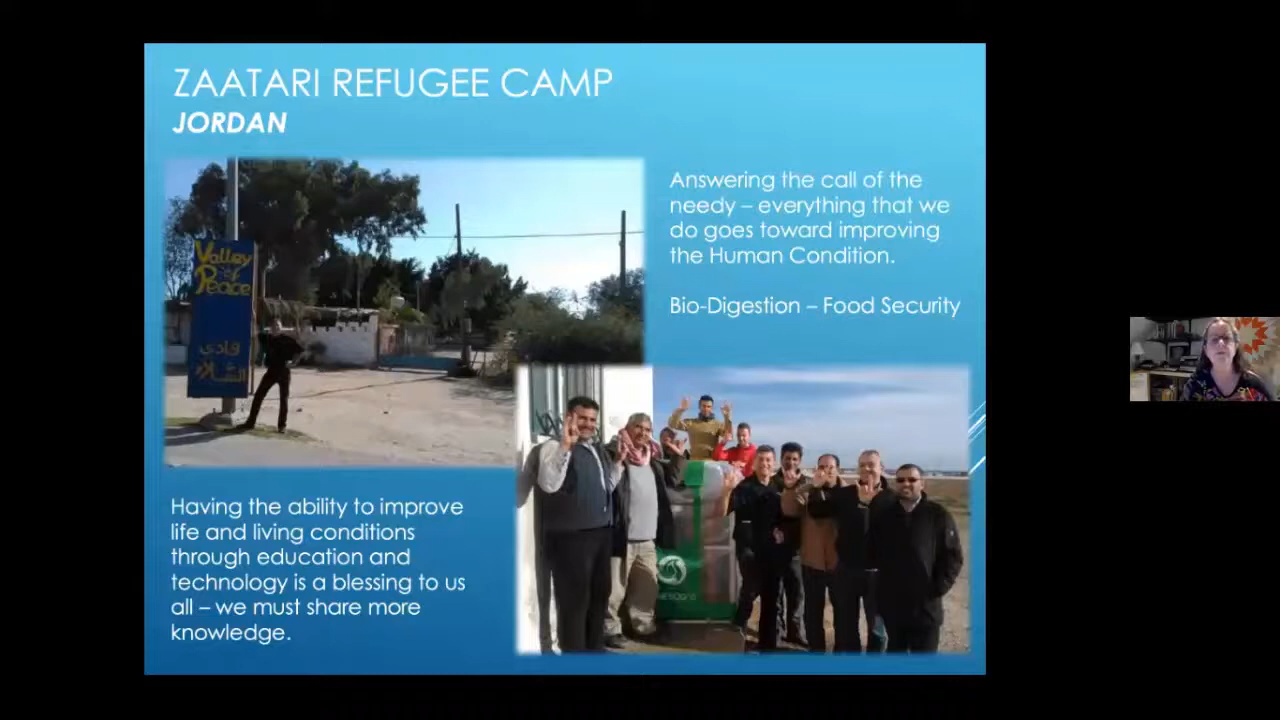 ZAATARI REFUGEE CAMP
JORDAN
Valley
of
Peace
Answering the call of the
needy – everything that we
do goes toward improving
the Human Condition.
Bio-Digestion – Food Security
Having the ability to improve
life and living conditions
through education and
technology is a blessing to us
all – we must share more
knowledge.